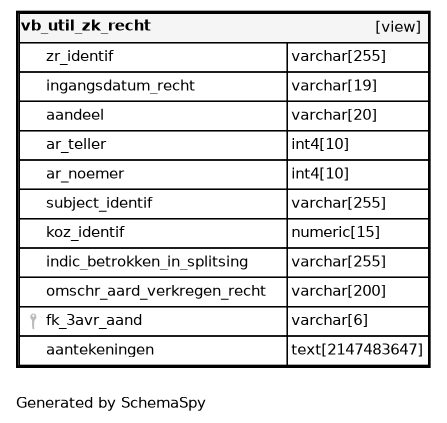 vb_util_zk_recht [view]
zr_identif varchar[255]
ingangsdatum_recht varchar[19]
aandeel varchar[20]
ar_teller int4[10]
ar_noemer int4[10]
subject_identif varchar[255]
koz_identif numeric[15]
indic_betrokken_in_splitsing varchar[255]
omschr_aard_verkregen_recht varchar[200]
fk_3avr_aand varchar[6]
aantekeningen text[2147483647]
Generated by SchemaSpy